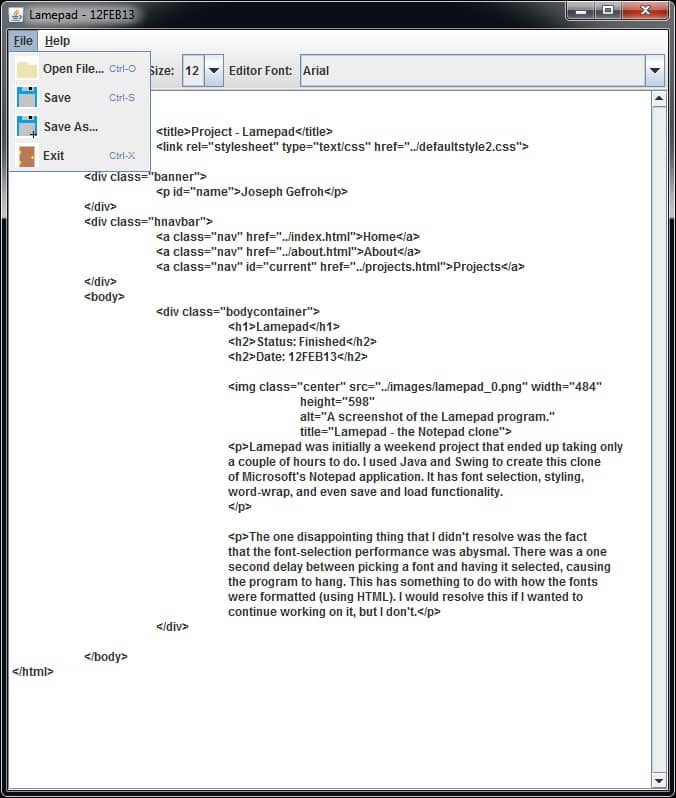 Lamepad - 12FEB13
File Help
Size: 12 Editor Font: Arial
Open File... Ctrl-O
Save Ctrl-S
Save As...
Exit Ctrl-X
<title>Project - Lamepad</title>
<link rel="stylesheet" type="text/css" href="../defaultstyle2.css">
<div class="banner">
<p id="name">Joseph Gefroh</p>
</div>
<div class="hnavbar">
<a class="nav" href="../index.html">Home</a>
<a class="nav" href="../about.html">About</a>
<a class="nav" id="current" href="../projects.html">Projects</a>
</div>
<body>
<div class="bodycontainer">
<h1>Lamepad</h1>
<h2>Status: Finished</h2>
<h2>Date: 12FEB13</h2>
<img class="center" src="../images/lamepad_0.png" width="484"
height="598"
alt="A screenshot of the Lamepad program."
title="Lamepad - the Notepad clone">
<p>Lamepad was initially a weekend project that ended up taking only
a couple of hours to do. I used Java and Swing to create this clone
of Microsoft's Notepad application. It has font selection, styling,
word-wrap, and even save and load functionality.
</p>
<p>The one disappointing thing that I didn't resolve was the fact
that the font-selection performance was abysmal. There was a one
second delay between picking a font and having it selected, causing
the program to hang. This has something to do with how the fonts
were formatted (using HTML). I would resolve this if I wanted to
continue working on it, but I don't.</p>
</div>
</body>
</html>